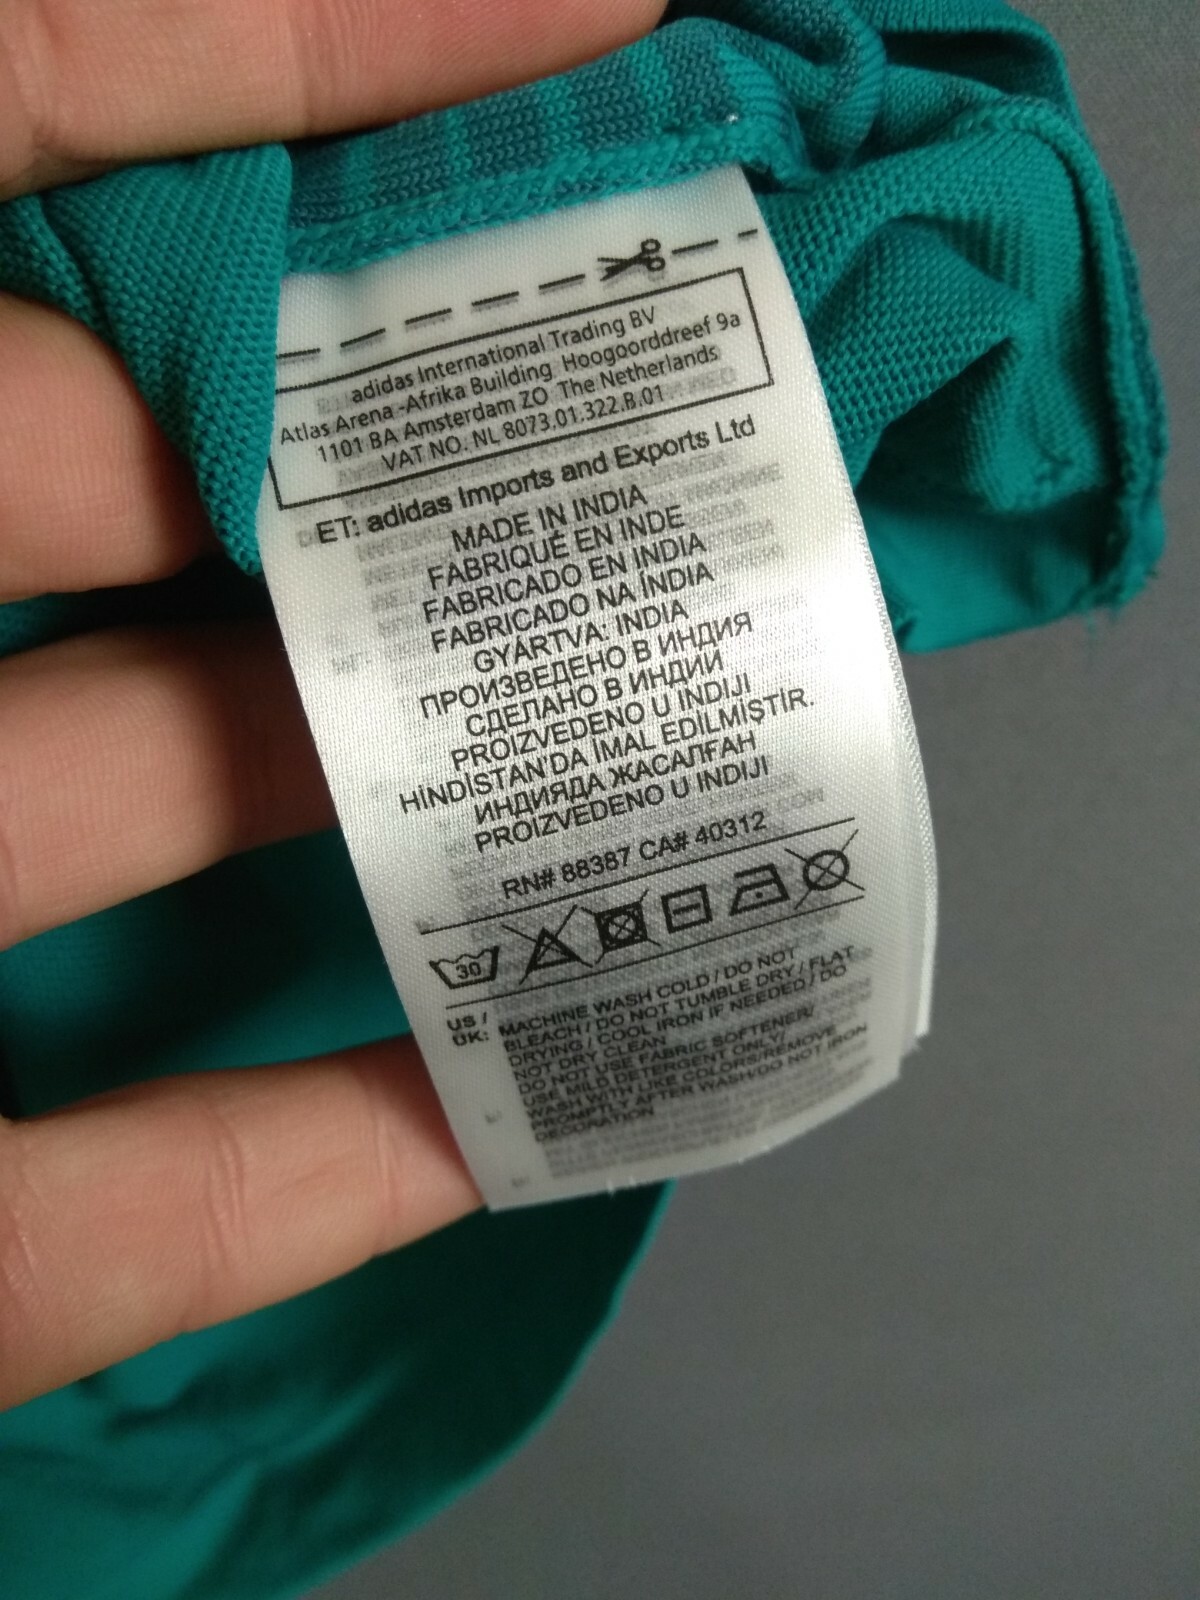 adidas International Trading BV
Atlas Arena-Afrika Building Hoogoorddreef 9a
1101 BA Amsterdam ZO The Netherlands
VAT NO. NL 8073.01.322.B.01
ET: adidas Imports and Exports Ltd
MADE IN INDIA
FABRIQUÉ EN INDE
FABRICADO EN INDIA
FABRICADO NA ÍNDIA
GYÁRTVA: INDIA
ПРОИЗВЕДЕНО В ИНДИЯ
СДЕЛАНО В ИНДИИ
PROIZVEDENO U INDIJI
HİNDİSTAN'DA İMAL EDİLMİŞTİR.
ИНДИЯДА ЖАСАЛҒАН
PROIZVEDENO U INDIJI
RN# 88387 CA# 40312
30
US / MACHINE WASH COLD / DO NOT
UK: BLEACH / DO NOT TUMBLE DRY / FLAT
DRYING / COOL IRON IF NEEDED / DO
NOT DRY CLEAN
DO NOT USE FABRIC SOFTENER/
USE MILD DETERGENT ONLY/
WASH WITH LIKE COLORS/REMOVE
PROMPTLY AFTER WASH/DO NOT IRON
DECORATION